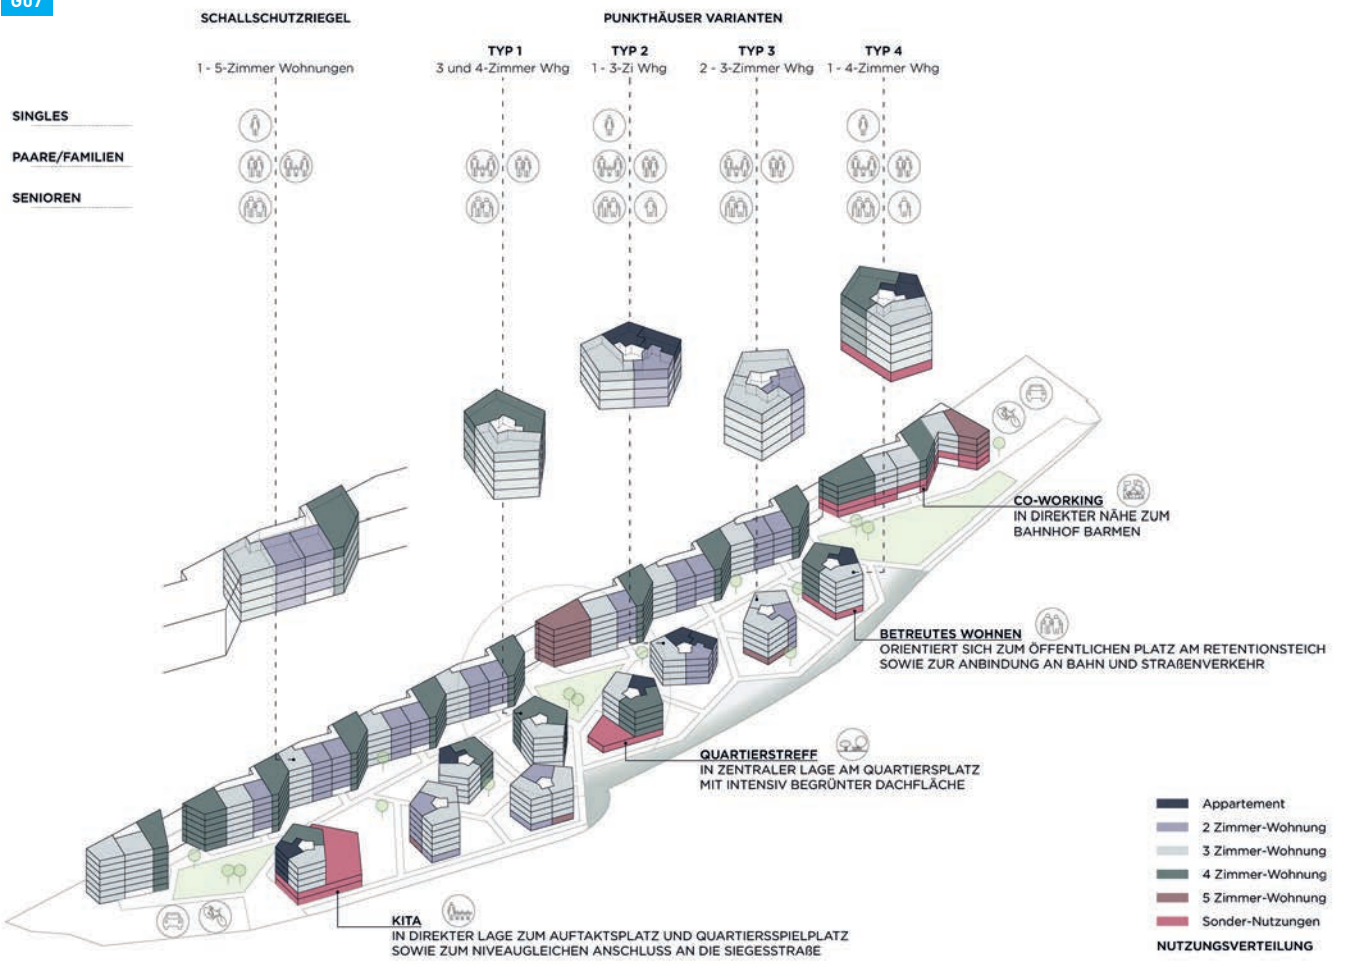 G07
SCHALLSCHUTZRIEGEL
PUNKTHÄUSER VARIANTEN
1 - 5-Zimmer Wohnungen
TYP 1
3 und 4-Zimmer Whg
TYP 2
1 - 3-Zi Whg
TYP 3
2 - 3-Zimmer Whg
TYP 4
1 - 4-Zimmer Whg
SINGLES
PAARE/FAMILIEN
SENIOREN
CO-WORKING
IN DIREKTER NÄHE ZUM
BAHNHOF BARMEN
BETREUTES WOHNEN
ORIENTIERT SICH ZUM ÖFFENTLICHEN PLATZ AM RETENTIONSTEICH
SOWIE ZUR ANBINDUNG AN BAHN UND STRAßENVERKEHR
QUARTIERSTREFF
IN ZENTRALER LAGE AM QUARTIERSPLATZ
MIT INTENSIV BEGRÜNTER DACHFLÄCHE
KITA
IN DIREKTER LAGE ZUM AUFTAKTSPLATZ UND QUARTIERSSPIELPLATZ
SOWIE ZUM NIVEAUGLEICHEN ANSCHLUSS AN DIE SIEGESSTRAßE
Appartement
2 Zimmer-Wohnung
3 Zimmer-Wohnung
4 Zimmer-Wohnung
5 Zimmer-Wohnung
Sonder-Nutzungen
NUTZUNGSVERTEILUNG